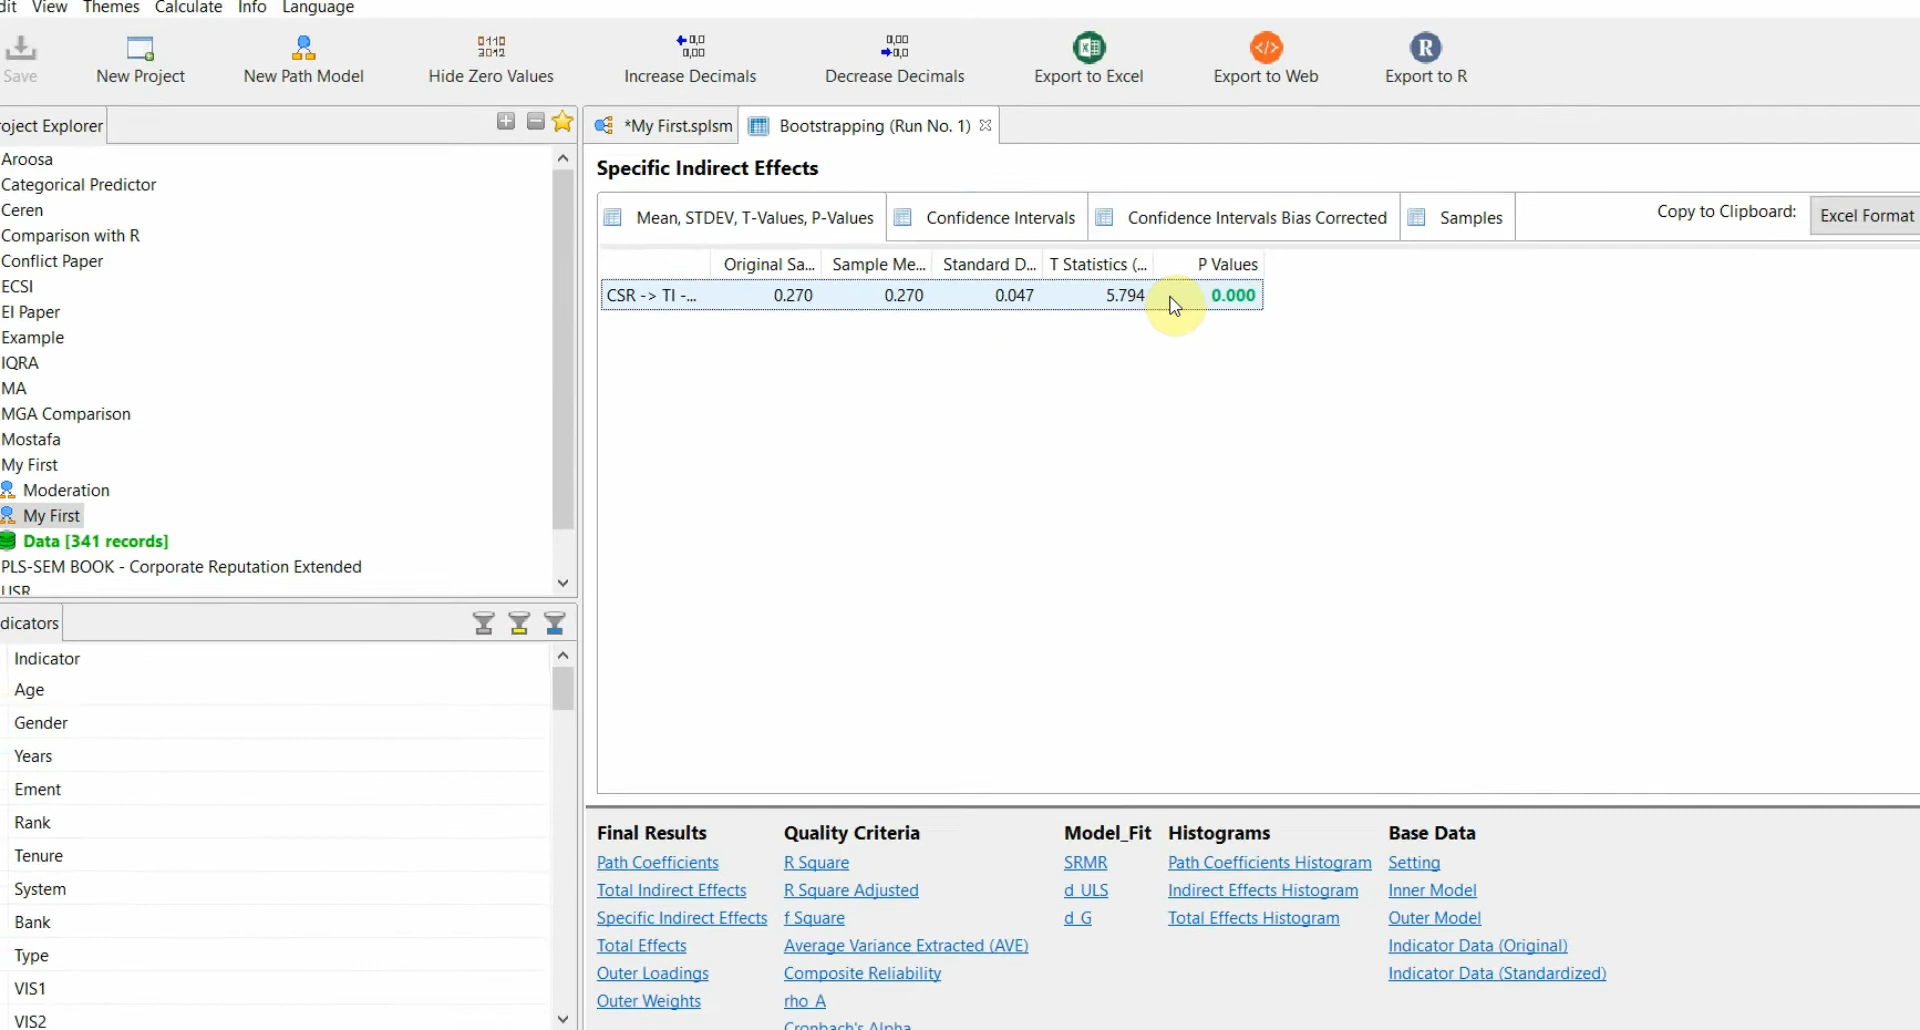 dit View Themes Calculate Info Language
Save New Project New Path Model Hide Zero Values Increase Decimals Decrease Decimals Export to Excel Export to Web Export to R
roject Explorer
Aroosa
Categorical Predictor
Ceren
Comparison with R
Conflict Paper
ECSI
EI Paper
Example
IQRA
MA
MGA Comparison
Mostafa
My First
Moderation
My First
Data [341 records]
PLS-SEM BOOK - Corporate Reputation Extended
USR
dicators
Indicator
Age
Gender
Years
Ement
Rank
Tenure
System
Bank
Type
VIS1
VIS2
*My First.splsm Bootstrapping (Run No. 1)
Specific Indirect Effects
Mean, STDEV, T-Values, P-Values Confidence Intervals Confidence Intervals Bias Corrected Samples Copy to Clipboard: Excel Format
Original Sa... Sample Me... Standard D... T Statistics (... P Values
CSR -> TI -... 0.270 0.270 0.047 5.794 0.000
Final Results
Path Coefficients
Total Indirect Effects
Specific Indirect Effects
Total Effects
Outer Loadings
Outer Weights
Quality Criteria
R Square
R Square Adjusted
f Square
Average Variance Extracted (AVE)
Composite Reliability
rho_A
Cronbach's Alpha
Model_Fit
SRMR
d_ULS
d_G
Histograms
Path Coefficients Histogram
Indirect Effects Histogram
Total Effects Histogram
Base Data
Setting
Inner Model
Outer Model
Indicator Data (Original)
Indicator Data (Standardized)